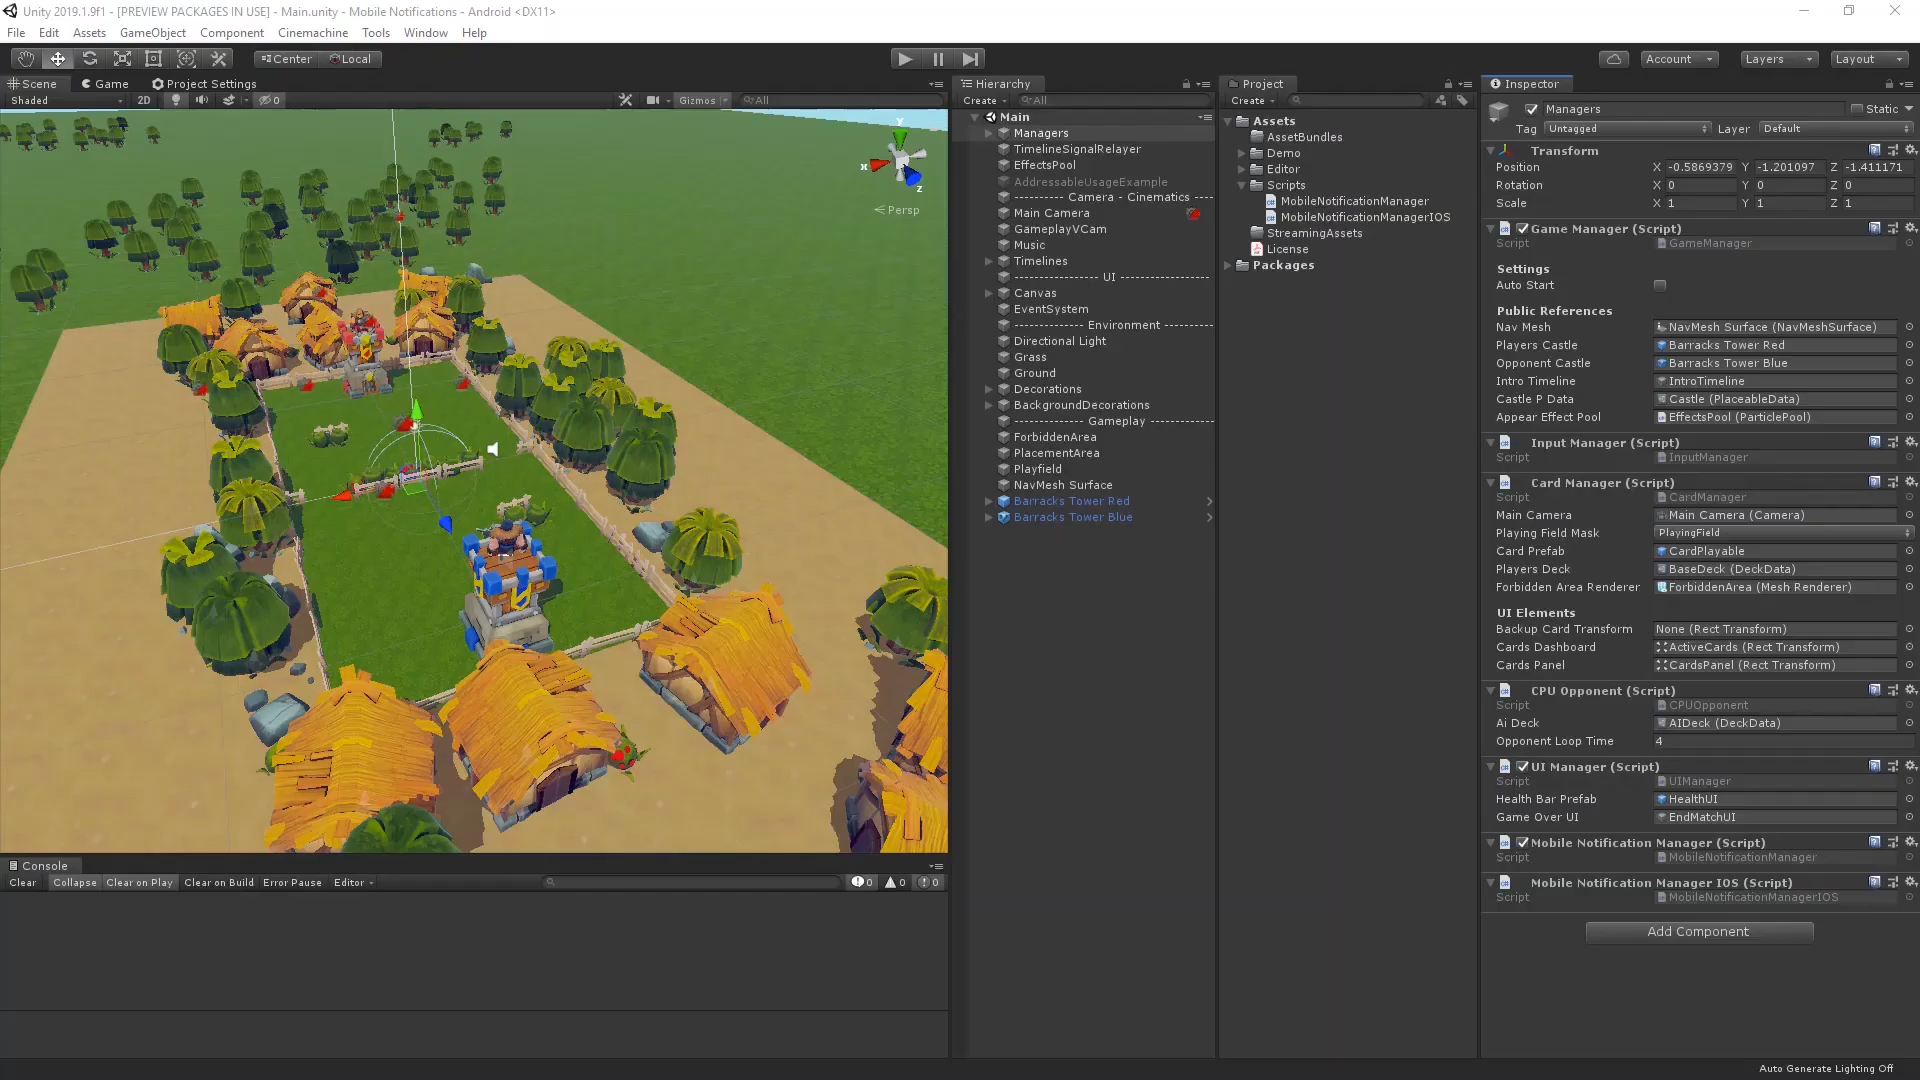 Unity 2019.1.9f1 - [PREVIEW PACKAGES IN USE] - Main.unity - Mobile Notifications - Android <DX11>
File Edit Assets GameObject Component Cinemachine Tools Window Help
Center Local Account Layers Layout
Scene Game Project Settings
Shaded 2D 0 Gizmos All
y
x
z
Persp
Console
Clear Collapse Clear on Play Clear on Build Error Pause Editor 0 0 0
Hierarchy
Create All
Main
Managers
TimelineSignalRelayer
EffectsPool
AddressableUsageExample
--------- Camera - Cinematics ----
Main Camera
GameplayVCam
Music
Timelines
---------------- UI -----------------
Canvas
EventSystem
------------- Environment ----------
Directional Light
Grass
Ground
Decorations
BackgroundDecorations
------------- Gameplay ------------
ForbiddenArea
PlacementArea
Playfield
NavMesh Surface
Barracks Tower Red
Barracks Tower Blue
Project
Create
Assets
AssetBundles
Demo
Editor
Scripts
MobileNotificationManager
MobileNotificationManagerIOS
StreamingAssets
License
Packages
Inspector
Managers Static
Tag Untagged Layer Default
Transform
Position X -0.5869379 Y -1.201097 Z -1.411171
Rotation X 0 Y 0 Z 0
Scale X 1 Y 1 Z 1
Game Manager (Script)
Script GameManager
Settings
Auto Start
Public References
Nav Mesh NavMesh Surface (NavMeshSurface)
Players Castle Barracks Tower Red
Opponent Castle Barracks Tower Blue
Intro Timeline IntroTimeline
Castle P Data Castle (PlaceableData)
Appear Effect Pool EffectsPool (ParticlePool)
Input Manager (Script)
Script InputManager
Card Manager (Script)
Script CardManager
Main Camera Main Camera (Camera)
Playing Field Mask PlayingField
Card Prefab CardPlayable
Players Deck BaseDeck (DeckData)
Forbidden Area Renderer ForbiddenArea (Mesh Renderer)
UI Elements
Backup Card Transform None (Rect Transform)
Cards Dashboard ActiveCards (Rect Transform)
Cards Panel CardsPanel (Rect Transform)
CPU Opponent (Script)
Script CPUOpponent
Ai Deck AIDeck (DeckData)
Opponent Loop Time 4
UI Manager (Script)
Script UIManager
Health Bar Prefab HealthUI
Game Over UI EndMatchUI
Mobile Notification Manager (Script)
Script MobileNotificationManager
Mobile Notification Manager IOS (Script)
Script MobileNotificationManagerIOS
Add Component
Auto Generate Lighting Off